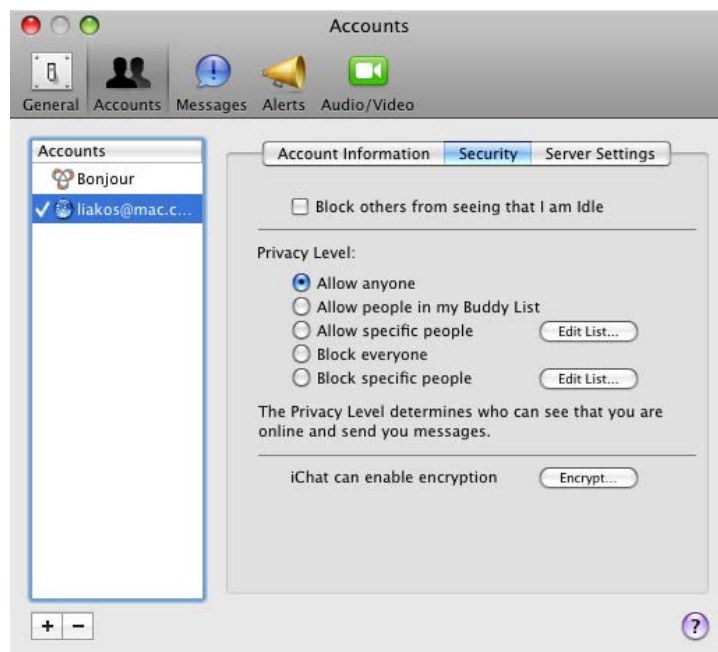 Accounts
General Accounts Messages Alerts Audio/Video
Accounts
Bonjour
liakos@mac.c...
Account Information Security Server Settings
Block others from seeing that I am Idle
Privacy Level:
Allow anyone
Allow people in my Buddy List
Allow specific people Edit List...
Block everyone
Block specific people Edit List...
The Privacy Level determines who can see that you are
online and send you messages.
iChat can enable encryption Encrypt...
+ − ?